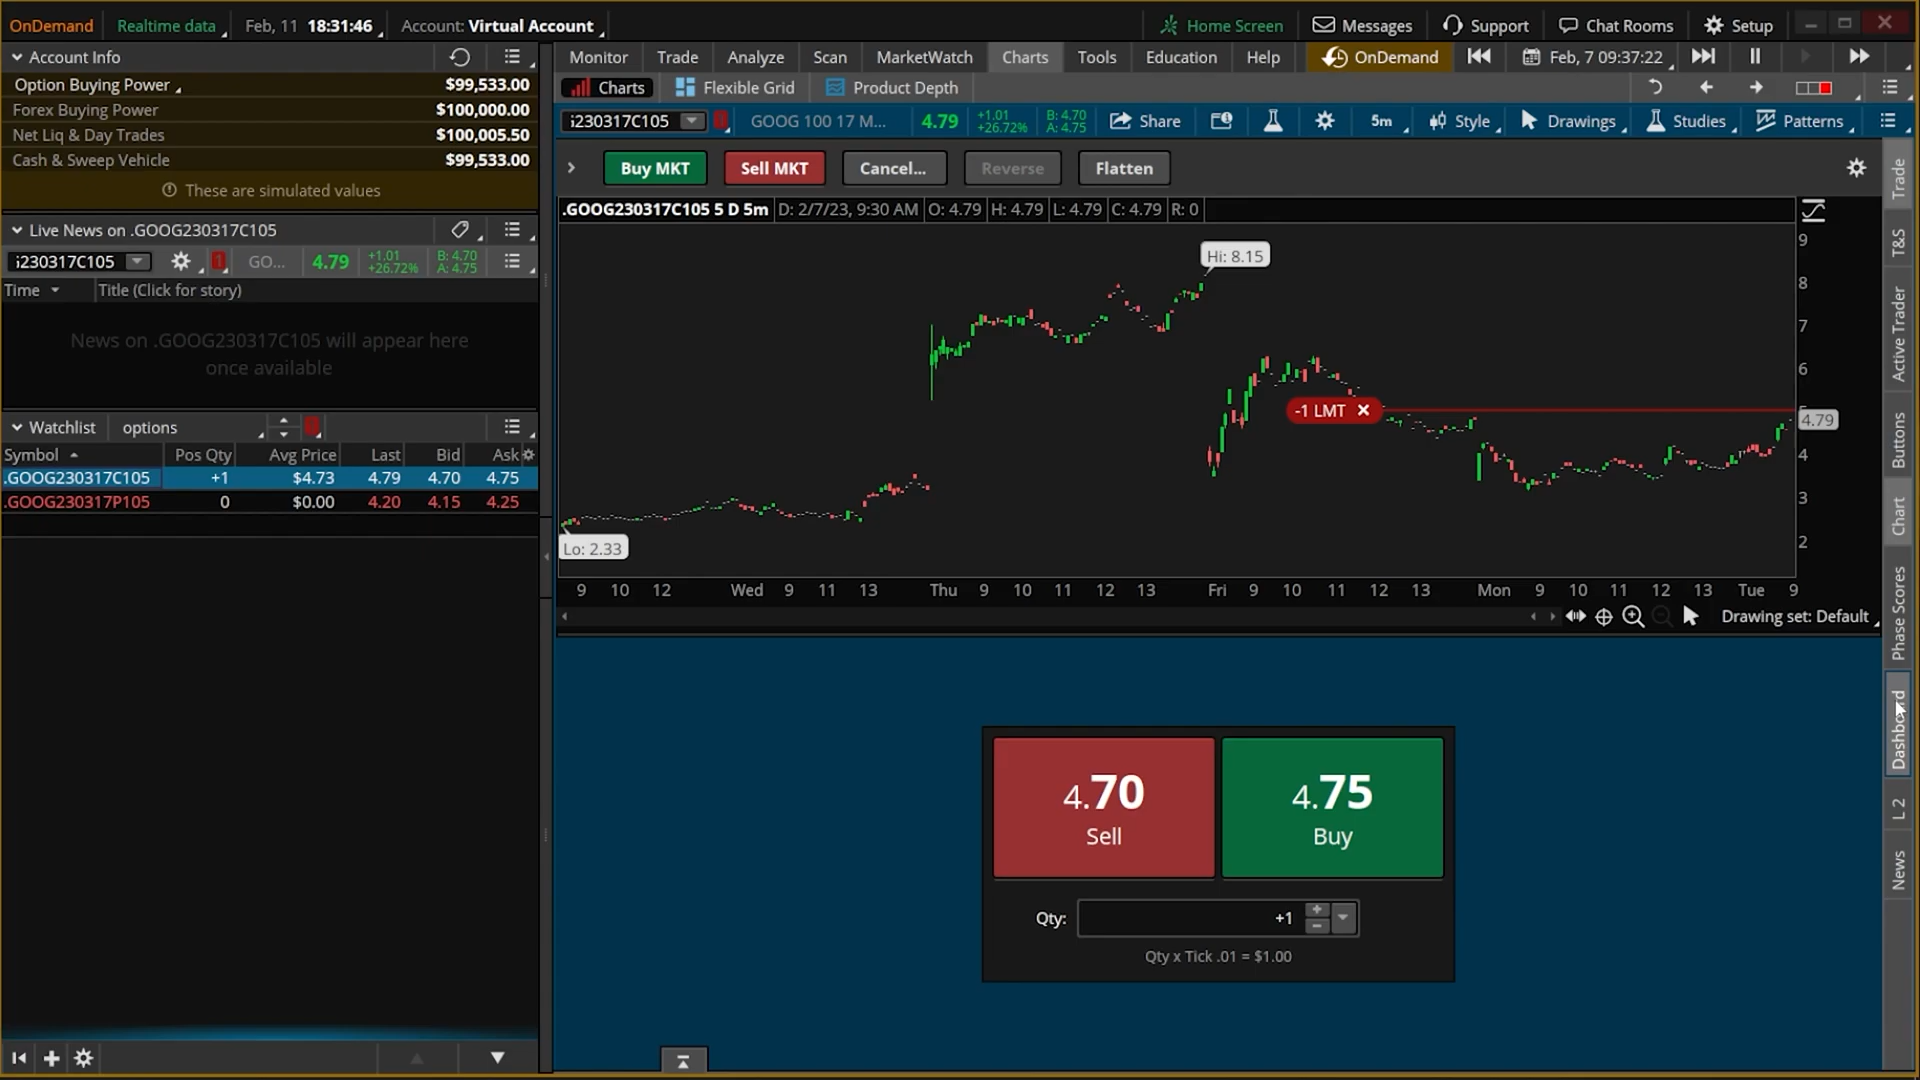 OnDemand Realtime data Feb, 11 18:31:46 Account: Virtual Account Home Screen Messages Support Chat Rooms Setup
Account Info
Option Buying Power $99,533.00
Forex Buying Power $100,000.00
Net Liq & Day Trades $100,005.50
Cash & Sweep Vehicle $99,533.00
These are simulated values
Live News on .GOOG230317C105
i230317C105 1 GO... 4.79 +1.01 +26.72% B: 4.70 A: 4.75
Time Title (Click for story)
News on .GOOG230317C105 will appear here
once available
Watchlist options
Symbol Pos Qty Avg Price Last Bid Ask
.GOOG230317C105 +1 $4.73 4.79 4.70 4.75
.GOOG230317P105 0 $0.00 4.20 4.15 4.25
Monitor Trade Analyze Scan MarketWatch Charts Tools Education Help OnDemand Feb, 7 09:37:22
Charts Flexible Grid Product Depth
i230317C105 GOOG 100 17 M... 4.79 +1.01 +26.72% B: 4.70 A: 4.75 Share 5m Style Drawings Studies Patterns
Buy MKT Sell MKT Cancel... Reverse Flatten
.GOOG230317C105 5 D 5m D: 2/7/23, 9:30 AM O: 4.79 H: 4.79 L: 4.79 C: 4.79 R: 0
Hi: 8.15
-1 LMT
Lo: 2.33
9
8
7
6
5
4.79
4
3
2
9 10 12 Wed 9 11 13 Thu 9 10 11 12 13 Fri 9 10 11 12 13 Mon 9 10 11 12 13 Tue 9
Drawing set: Default
4.70
Sell
4.75
Buy
Qty: +1
Qty x Tick .01 = $1.00
Trade
T&S
Active Trader
Buttons
Chart
Phase Scores
Dashboard
L 2
News